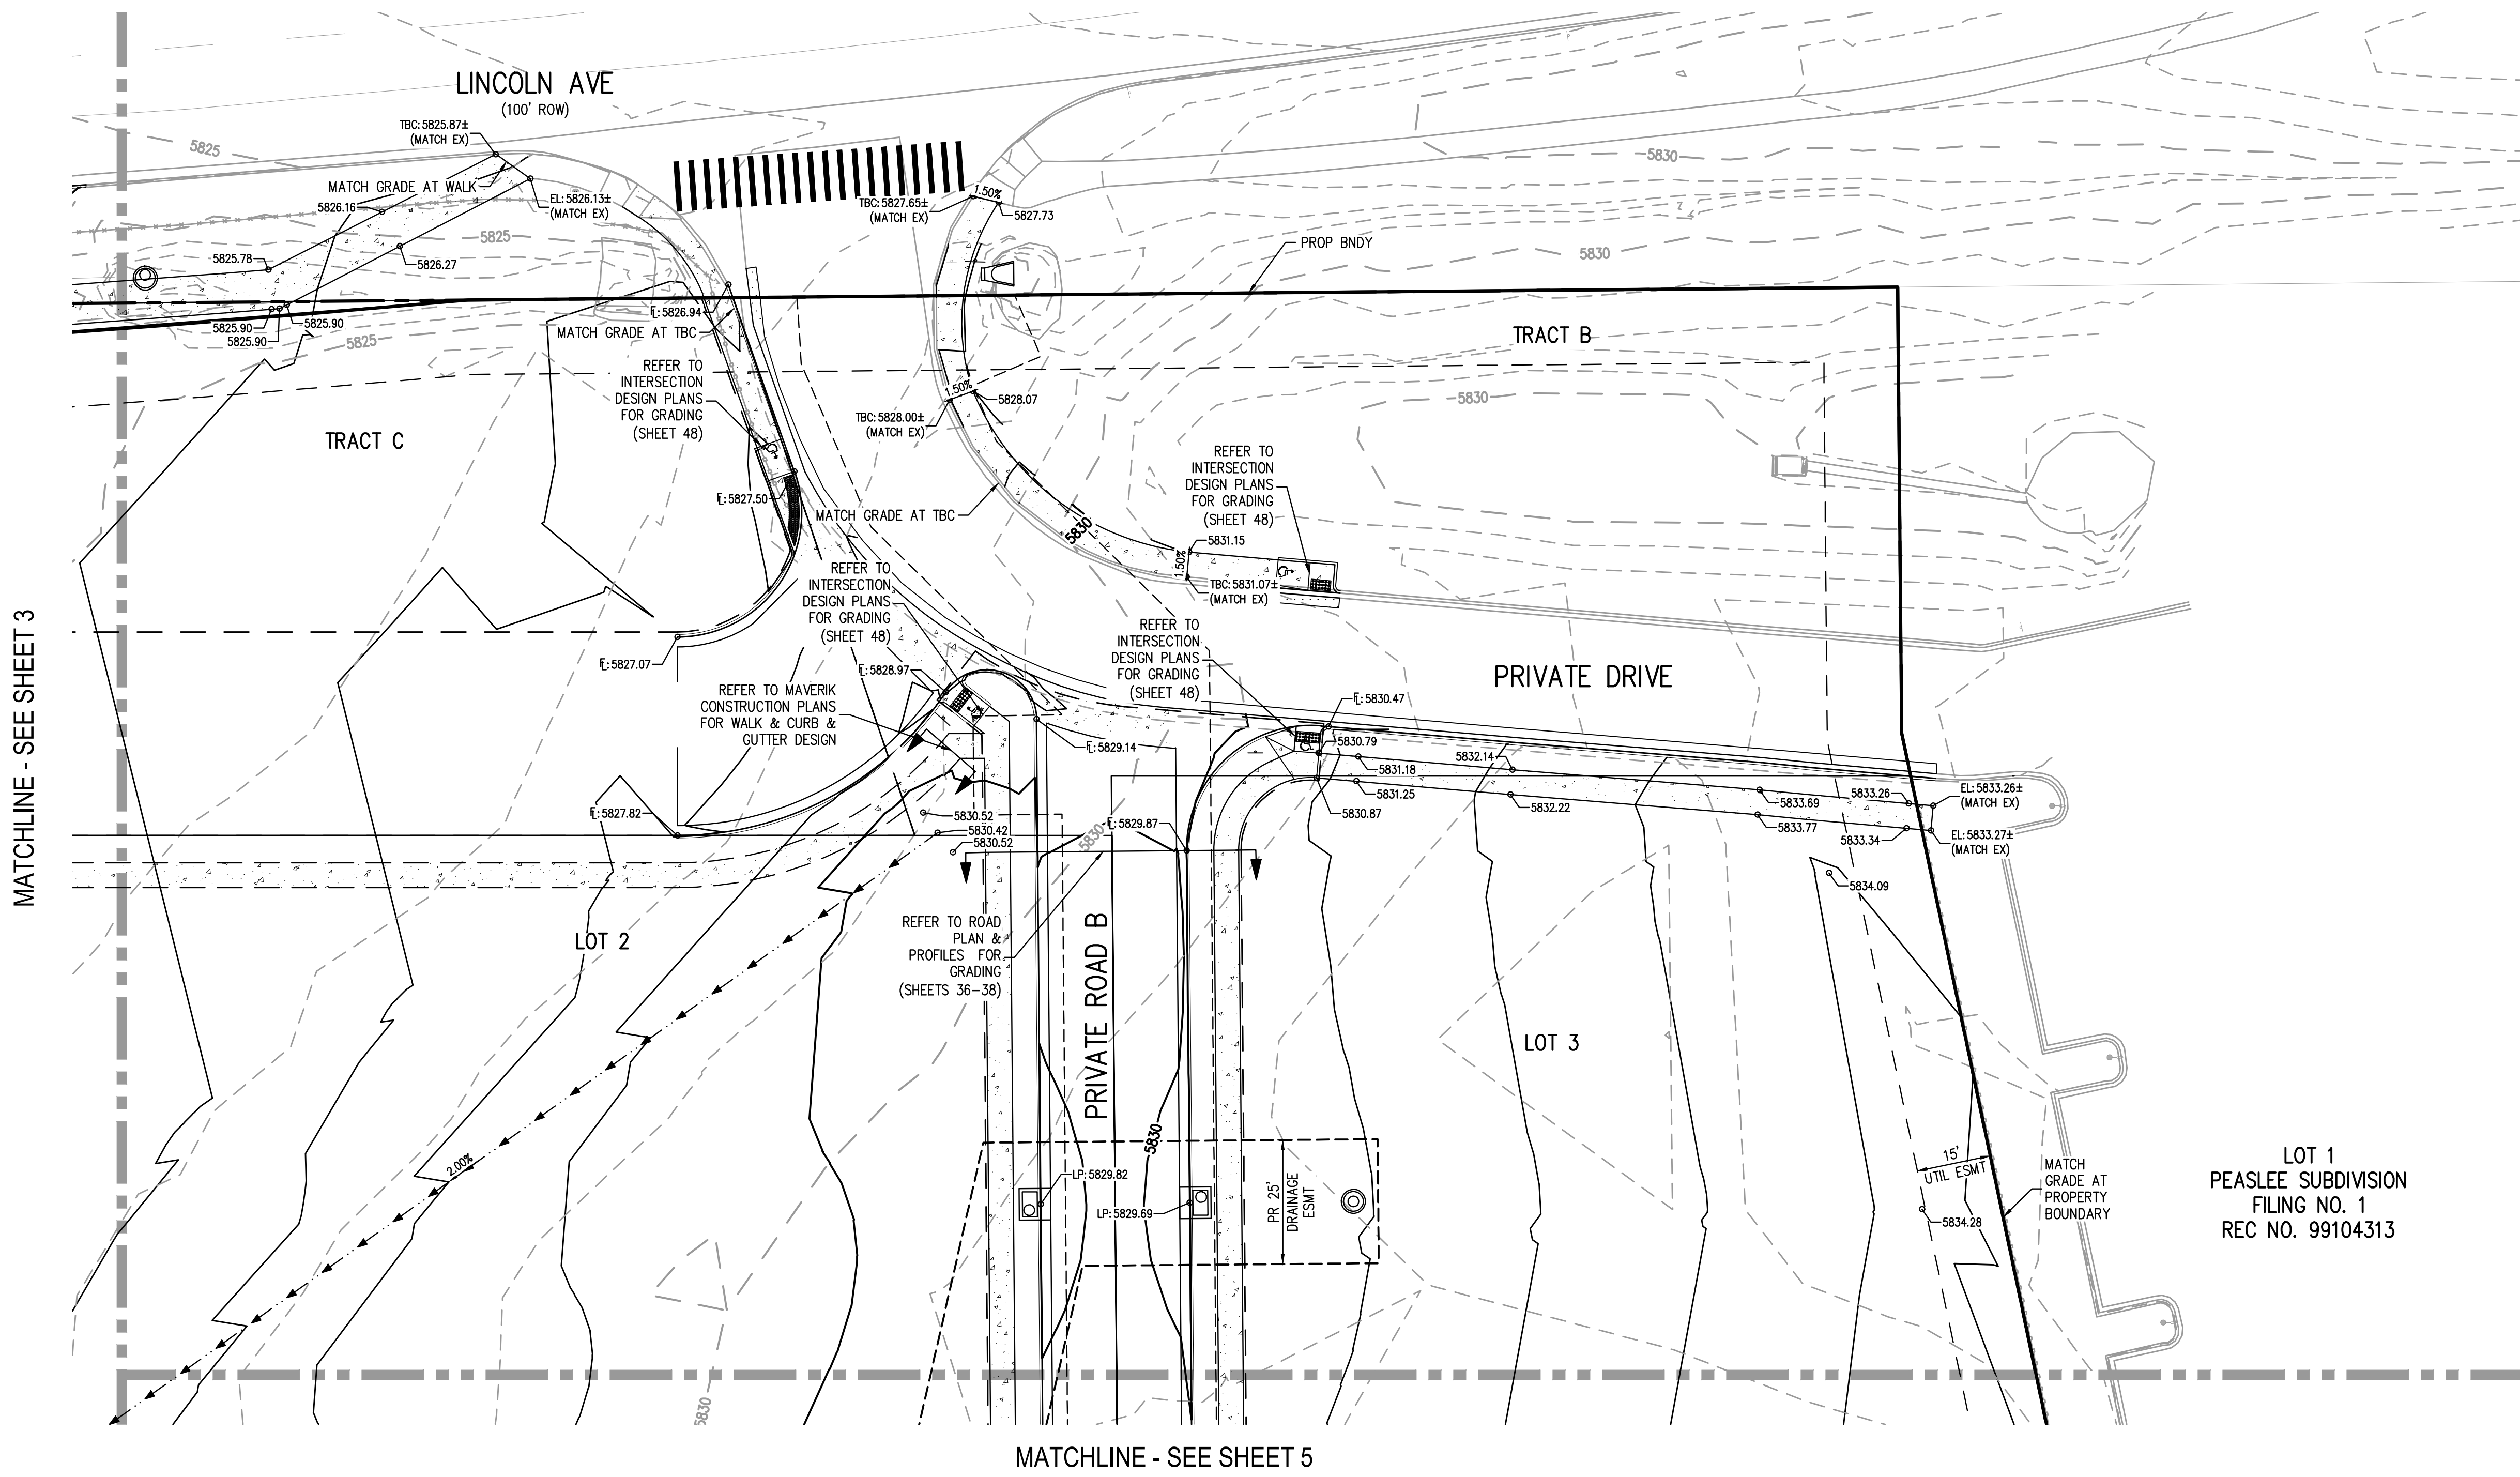 LINCOLN AVE
(100' ROW)
TBC: 5825.87±
(MATCH EX)
5825
MATCH GRADE AT WALK
5826.16
EL: 5826.13±
(MATCH EX)
5825
5825.78
5826.27
5825.90
5825.90
5825.90
5825
1.50%
TBC: 5827.65±
(MATCH EX)
5827.73
5830
5830
PROP BNDY
FL: 5826.94
MATCH GRADE AT TBC
TRACT B
REFER TO
INTERSECTION
DESIGN PLANS
FOR GRADING
(SHEET 48)
1.50%
5828.07
TBC: 5828.00±
(MATCH EX)
5830
TRACT C
REFER TO
INTERSECTION
DESIGN PLANS
FOR GRADING
(SHEET 48)
FL: 5827.50
MATCH GRADE AT TBC
5830
5831.15
1.50%
TBC: 5831.07±
(MATCH EX)
REFER TO
INTERSECTION
DESIGN PLANS
FOR GRADING
(SHEET 48)
REFER TO
INTERSECTION
DESIGN PLANS
FOR GRADING
(SHEET 48)
FL: 5827.07
FL: 5828.97
PRIVATE DRIVE
REFER TO MAVERIK
CONSTRUCTION PLANS
FOR WALK & CURB &
GUTTER DESIGN
FL: 5829.14
FL: 5830.47
5830.79
5831.18
5832.14
5831.25
5830.87
5832.22
5833.69
5833.26
5833.77
5833.34
EL: 5833.26±
(MATCH EX)
EL: 5833.27±
(MATCH EX)
FL: 5827.82
5830.52
5830.42
5830.52
5830
FL: 5829.87
5834.09
MATCHLINE - SEE SHEET 3
LOT 2
REFER TO ROAD
PLAN &
PROFILES FOR
GRADING
(SHEETS 36-38)
PRIVATE ROAD B
LOT 3
2.00%
5830
LP: 5829.82
LP: 5829.69
PR 25'
DRAINAGE
ESMT
15'
UTIL ESMT
5834.28
MATCH
GRADE AT
PROPERTY
BOUNDARY
LOT 1
PEASLEE SUBDIVISION
FILING NO. 1
REC NO. 99104313
5830
MATCHLINE - SEE SHEET 5